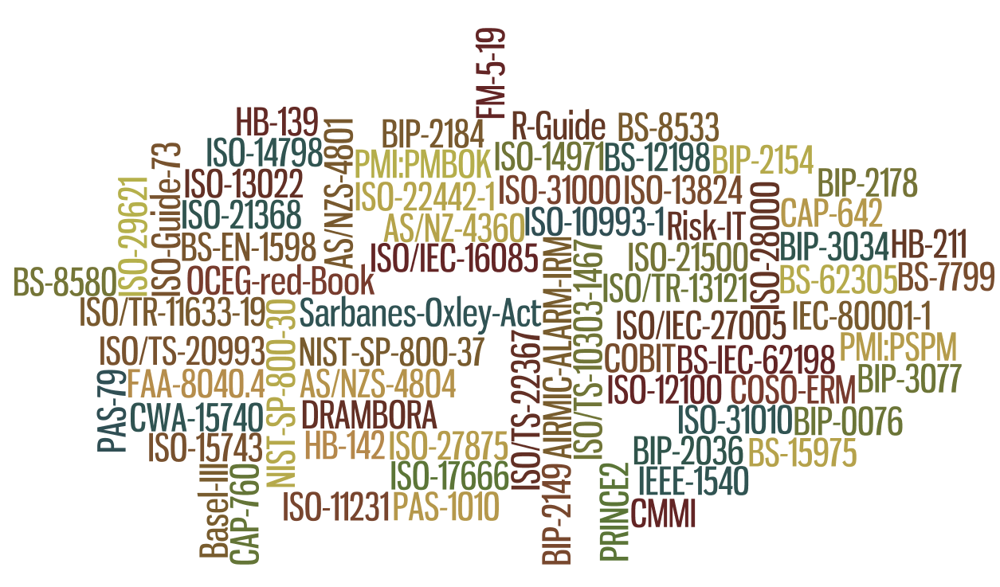 FM-5-19
HB-139
AS/NZS-4801
BIP-2184
R-Guide
BS-8533
ISO-14798
PMI:PMBOK
ISO-14971
BS-12198
BIP-2154
ISO-Guide-73
ISO-13022
ISO-22442-1
ISO-31000
ISO-13824
BIP-2178
ISO-29621
ISO-21368
AS/NZ-4360
ISO-10993-1
Risk-IT
ISO-28000
CAP-642
BS-EN-1598
ISO/IEC-16085
AIRMIC-ALARM-IRM
ISO/TS-10303-1467
ISO-21500
BIP-3034
HB-211
BS-8580
OCEG-red-Book
ISO/TR-13121
BS-62305
BS-7799
ISO/TR-11633-19
NIST-SP-800-30
Sarbanes-Oxley-Act
ISO/IEC-27005
IEC-80001-1
ISO/TS-20993
NIST-SP-800-37
ISO/TS-22367
COBIT
BS-IEC-62198
PMI:PSPM
PAS-79
FAA-8040.4
AS/NZS-4804
ISO-12100
COSO-ERM
BIP-3077
CWA-15740
DRAMBORA
ISO-31010
BIP-0076
ISO-15743
HB-142
ISO-27875
BIP-2036
BS-15975
Basel-III
CAP-760
ISO-17666
BIP-2149
PRINCE2
IEEE-1540
ISO-11231
PAS-1010
CMMI